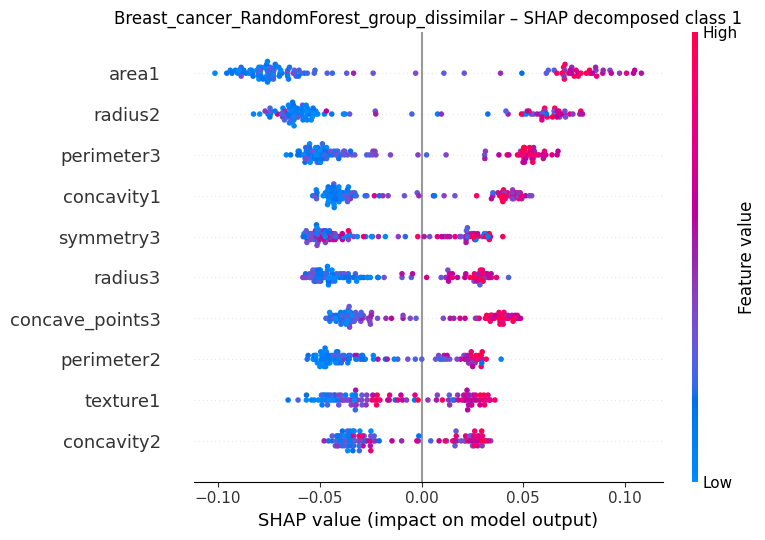 Breast_cancer_RandomForest_group_dissimilar – SHAP decomposed class 1
High
area1
radius2
perimeter3
concavity1
symmetry3
radius3
concave_points3
perimeter2
texture1
concavity2
Feature value
Low
−0.10 −0.05 0.00 0.05 0.10
SHAP value (impact on model output)